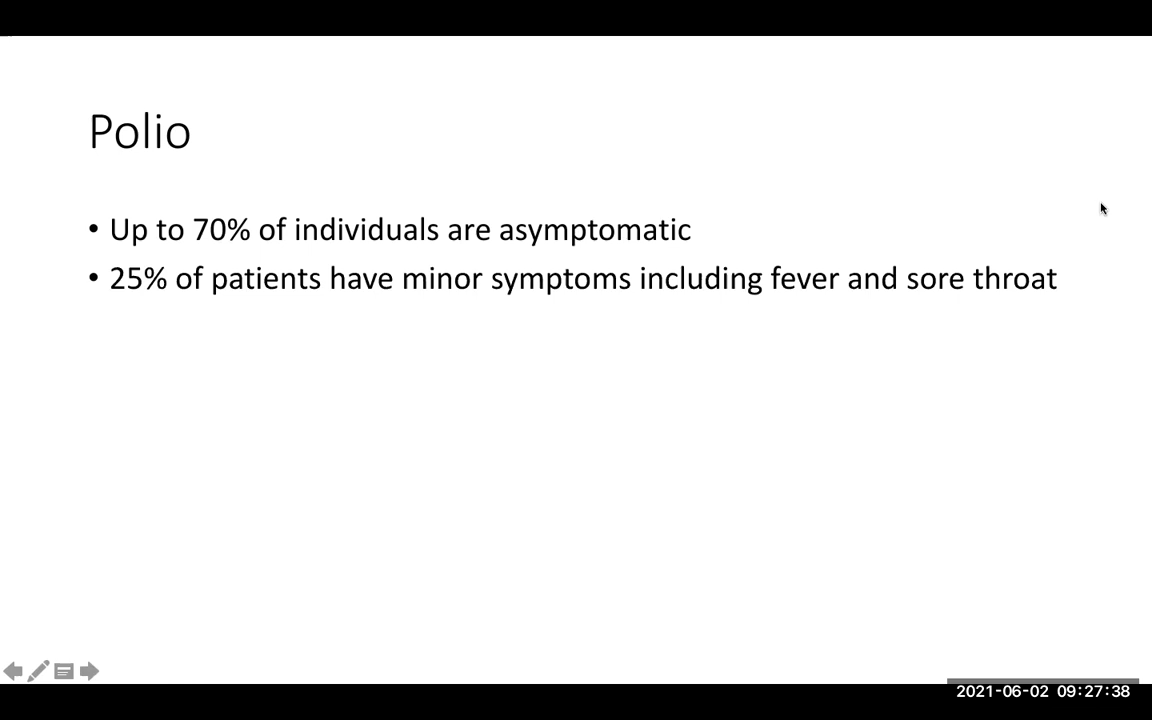 Polio
• Up to 70% of individuals are asymptomatic
• 25% of patients have minor symptoms including fever and sore throat
2021-06-02 09:27:38